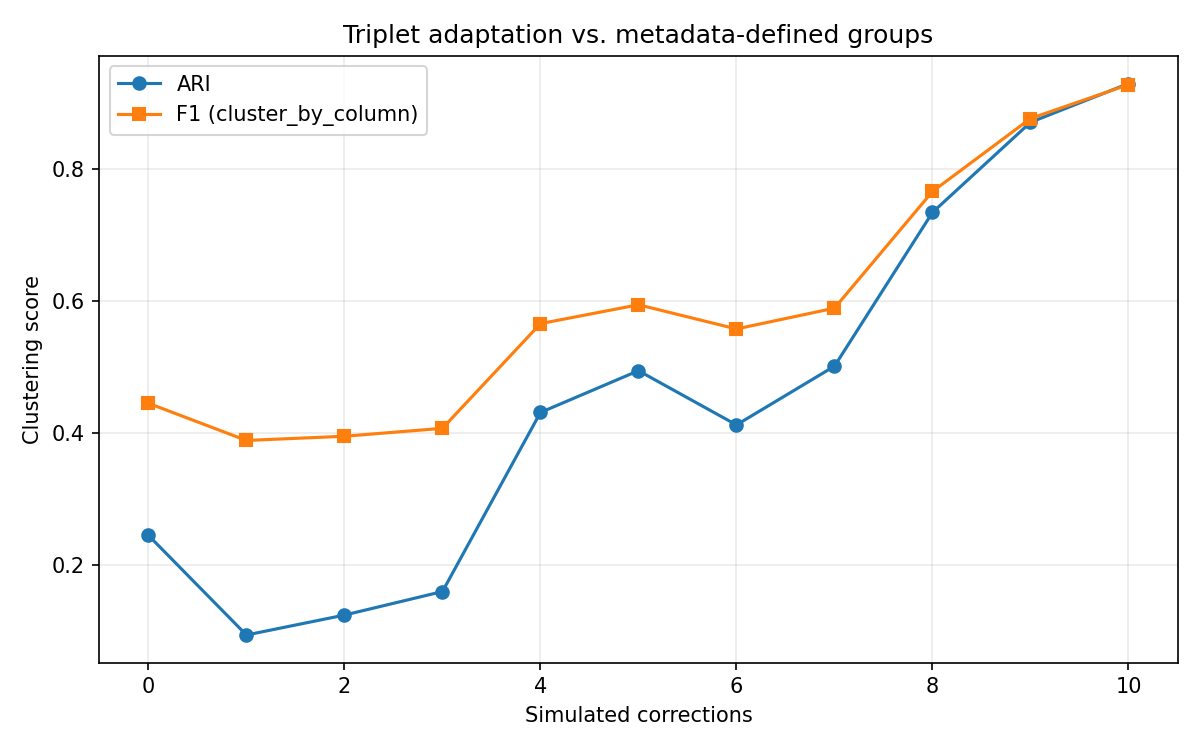 Triplet adaptation vs. metadata-defined groups
ARI
F1 (cluster_by_column)
Clustering score
0.8
0.6
0.4
0.2
0 2 4 6 8 10
Simulated corrections